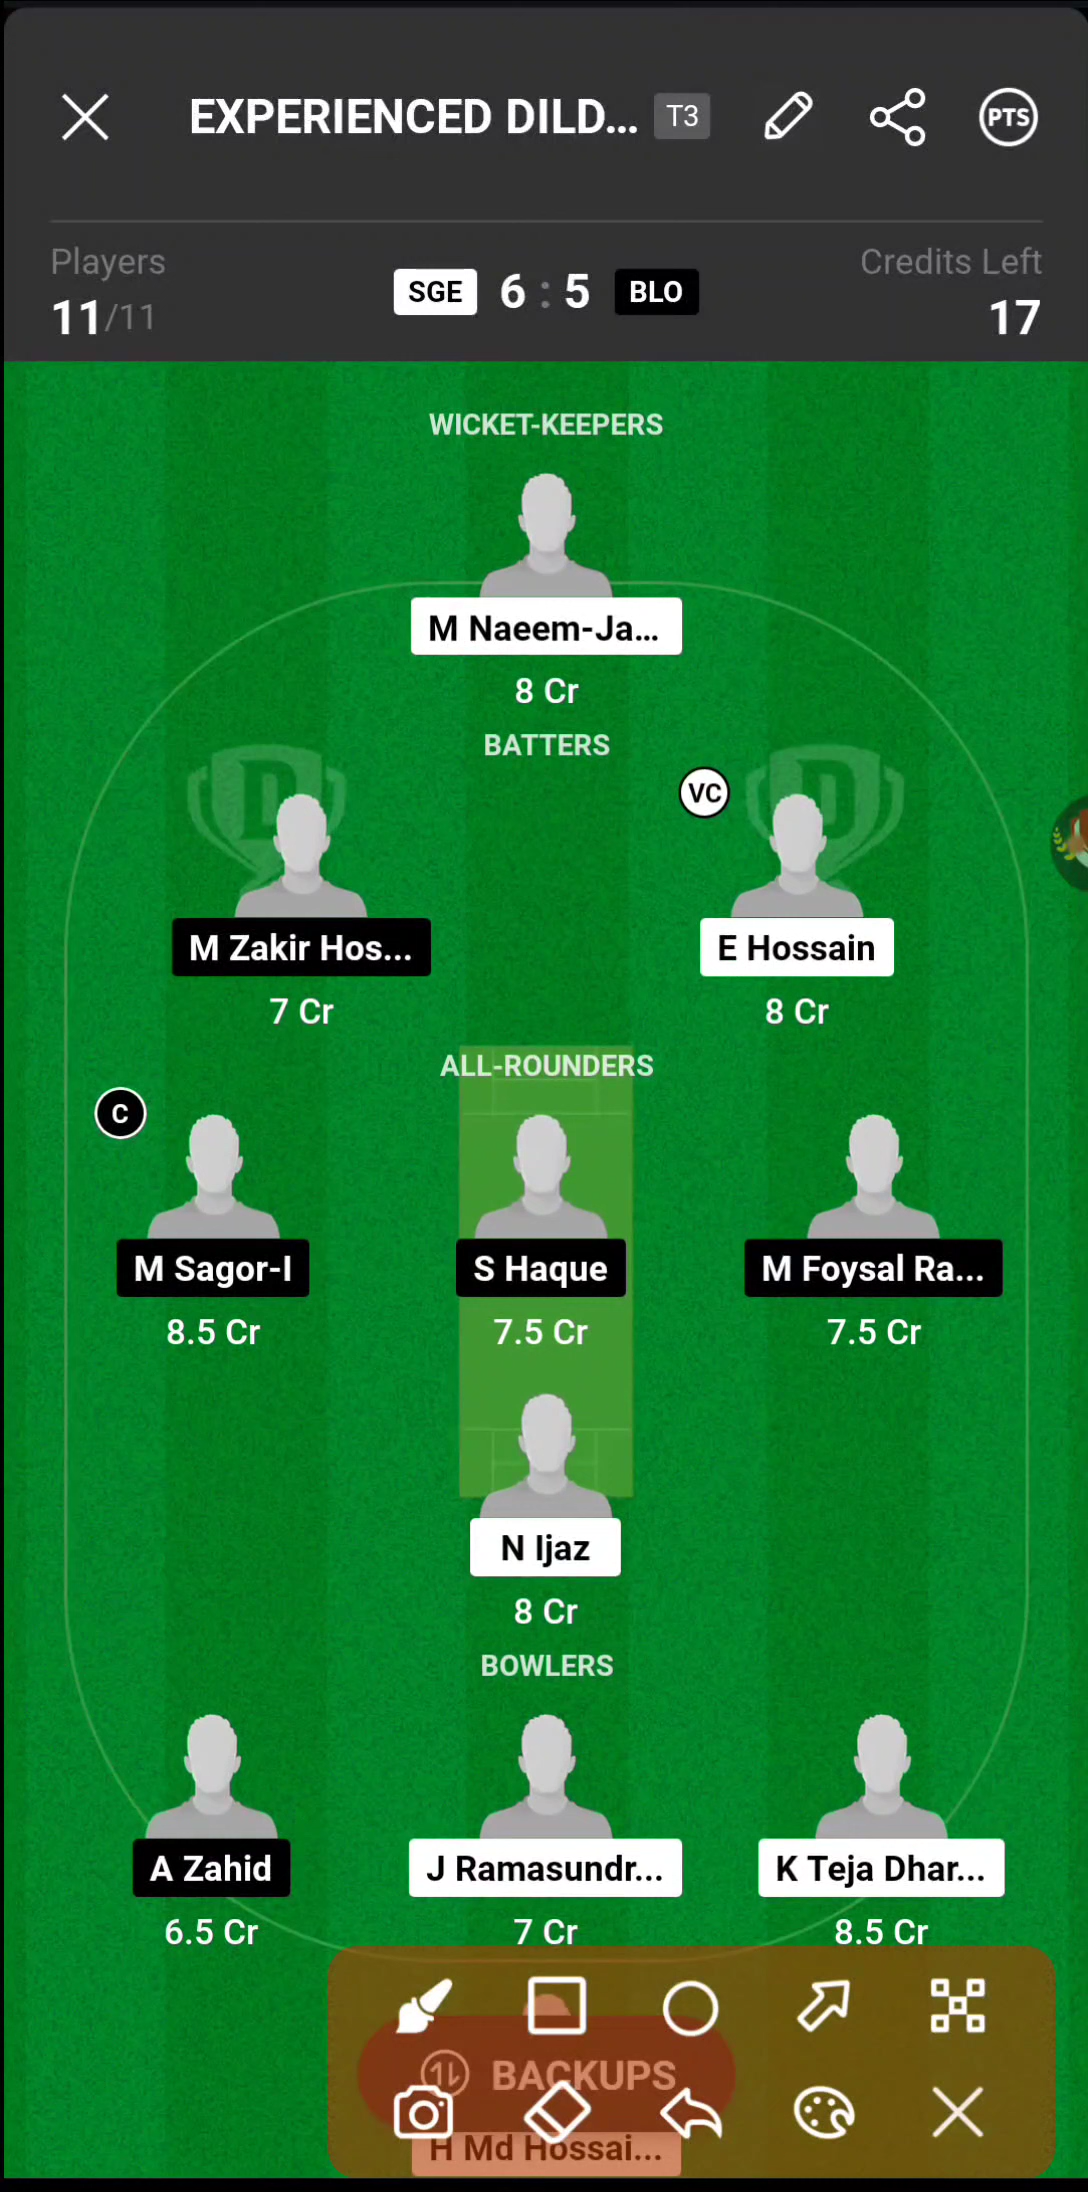 EXPERIENCED DILD... T3 PTS
Players
Credits Left
SGE 6 : 5 BLO
11/11
17
WICKET-KEEPERS
M Naeem-Ja...
8 Cr
BATTERS
VC
M Zakir Hos...
E Hossain
7 Cr
8 Cr
ALL-ROUNDERS
C
M Sagor-I
S Haque
M Foysal Ra...
8.5 Cr
7.5 Cr
7.5 Cr
N Ijaz
8 Cr
BOWLERS
A Zahid
J Ramasundr...
K Teja Dhar...
6.5 Cr
7 Cr
8.5 Cr
BACKUPS
H Md Hossai...